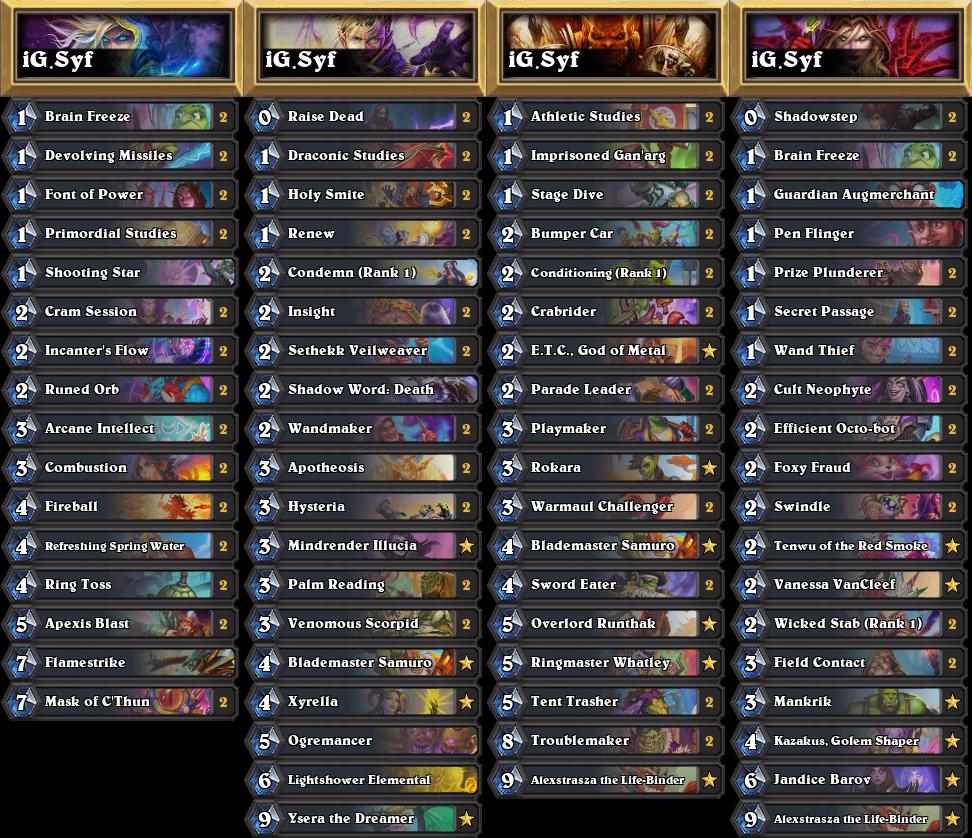 iG.Syf
1 Brain Freeze 2
1 Devolving Missiles 2
1 Font of Power 2
1 Primordial Studies 2
1 Shooting Star
2 Cram Session 2
2 Incanter's Flow 2
2 Runed Orb 2
3 Arcane Intellect 2
3 Combustion 2
4 Fireball 2
4 Refreshing Spring Water 2
4 Ring Toss 2
5 Apexis Blast 2
7 Flamestrike
7 Mask of C'Thun 2
iG.Syf
0 Raise Dead 2
1 Draconic Studies 2
1 Holy Smite 2
1 Renew 2
2 Condemn (Rank 1)
2 Insight 2
2 Sethekk Veilweaver 2
2 Shadow Word: Death
2 Wandmaker 2
3 Apotheosis 2
3 Hysteria 2
3 Mindrender Illucia
3 Palm Reading 2
3 Venomous Scorpid 2
4 Blademaster Samuro
4 Xyrella
5 Ogremancer
6 Lightshower Elemental 2
9 Ysera the Dreamer
iG.Syf
1 Athletic Studies 2
1 Imprisoned Gan'arg 2
1 Stage Dive 2
2 Bumper Car 2
2 Conditioning (Rank 1) 2
2 Crabrider 2
2 E.T.C., God of Metal
2 Parade Leader 2
3 Playmaker 2
3 Rokara
3 Warmaul Challenger 2
4 Blademaster Samuro
4 Sword Eater 2
5 Overlord Runthak
5 Ringmaster Whatley
5 Tent Trasher 2
8 Troublemaker 2
9 Alexstrasza the Life-Binder
iG.Syf
0 Shadowstep 2
1 Brain Freeze 2
1 Guardian Augmerchant
1 Pen Flinger
1 Prize Plunderer 2
1 Secret Passage 2
1 Wand Thief 2
2 Cult Neophyte 2
2 Efficient Octo-bot 2
2 Foxy Fraud 2
2 Swindle 2
2 Tenwu of the Red Smoke
2 Vanessa VanCleef
2 Wicked Stab (Rank 1) 2
3 Field Contact 2
3 Mankrik
4 Kazakus, Golem Shaper
6 Jandice Barov
9 Alexstrasza the Life-Binder